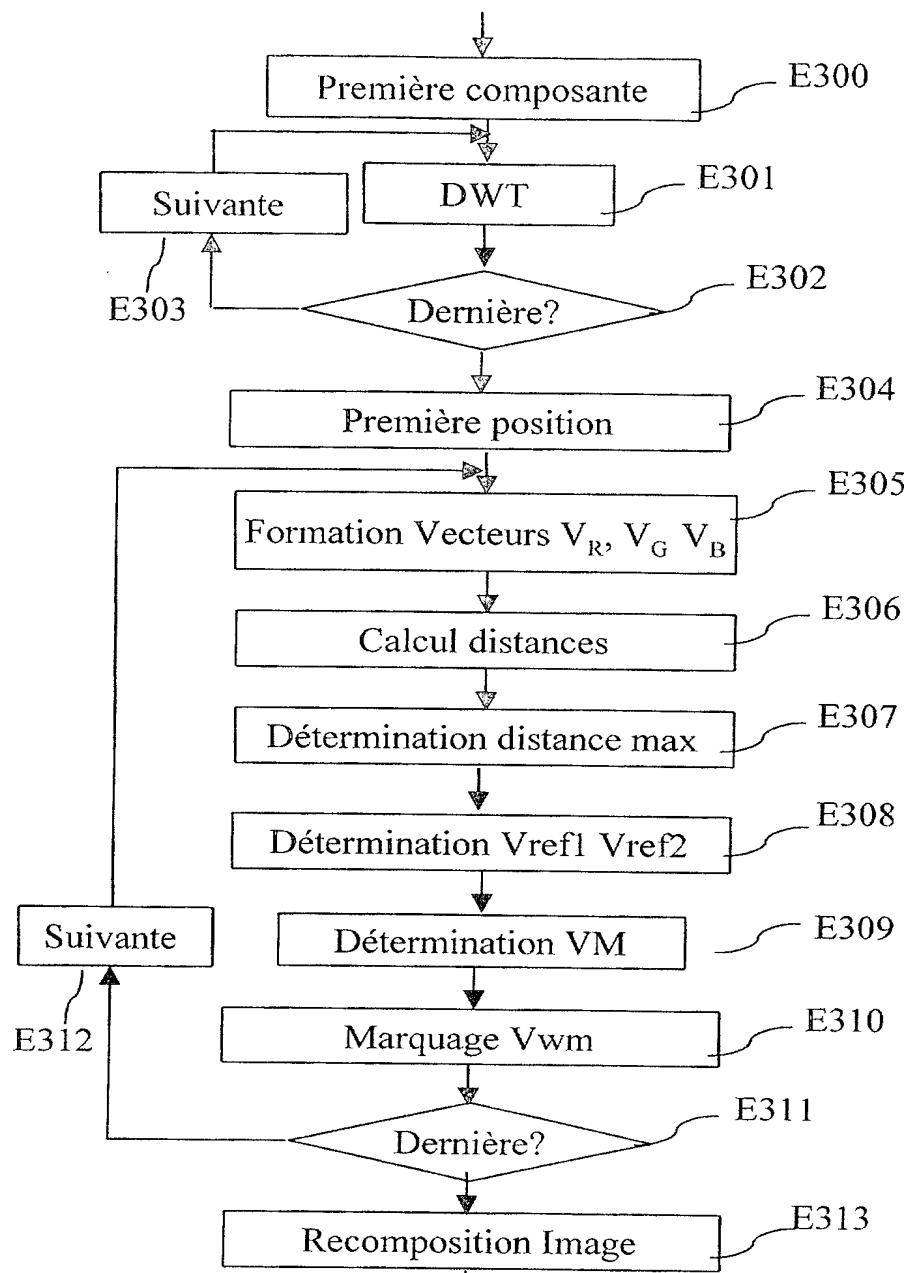 Première composante
E300
DWT
E301
Suivante
E303
Dernière?
E302
Première position
E304
Formation Vecteurs V_R, V_G V_B
E305
Calcul distances
E306
Détermination distance max
E307
Détermination Vref1 Vref2
E308
Suivante
E312
Détermination VM
E309
Marquage Vwm
E310
Dernière?
E311
Recomposition Image
E313